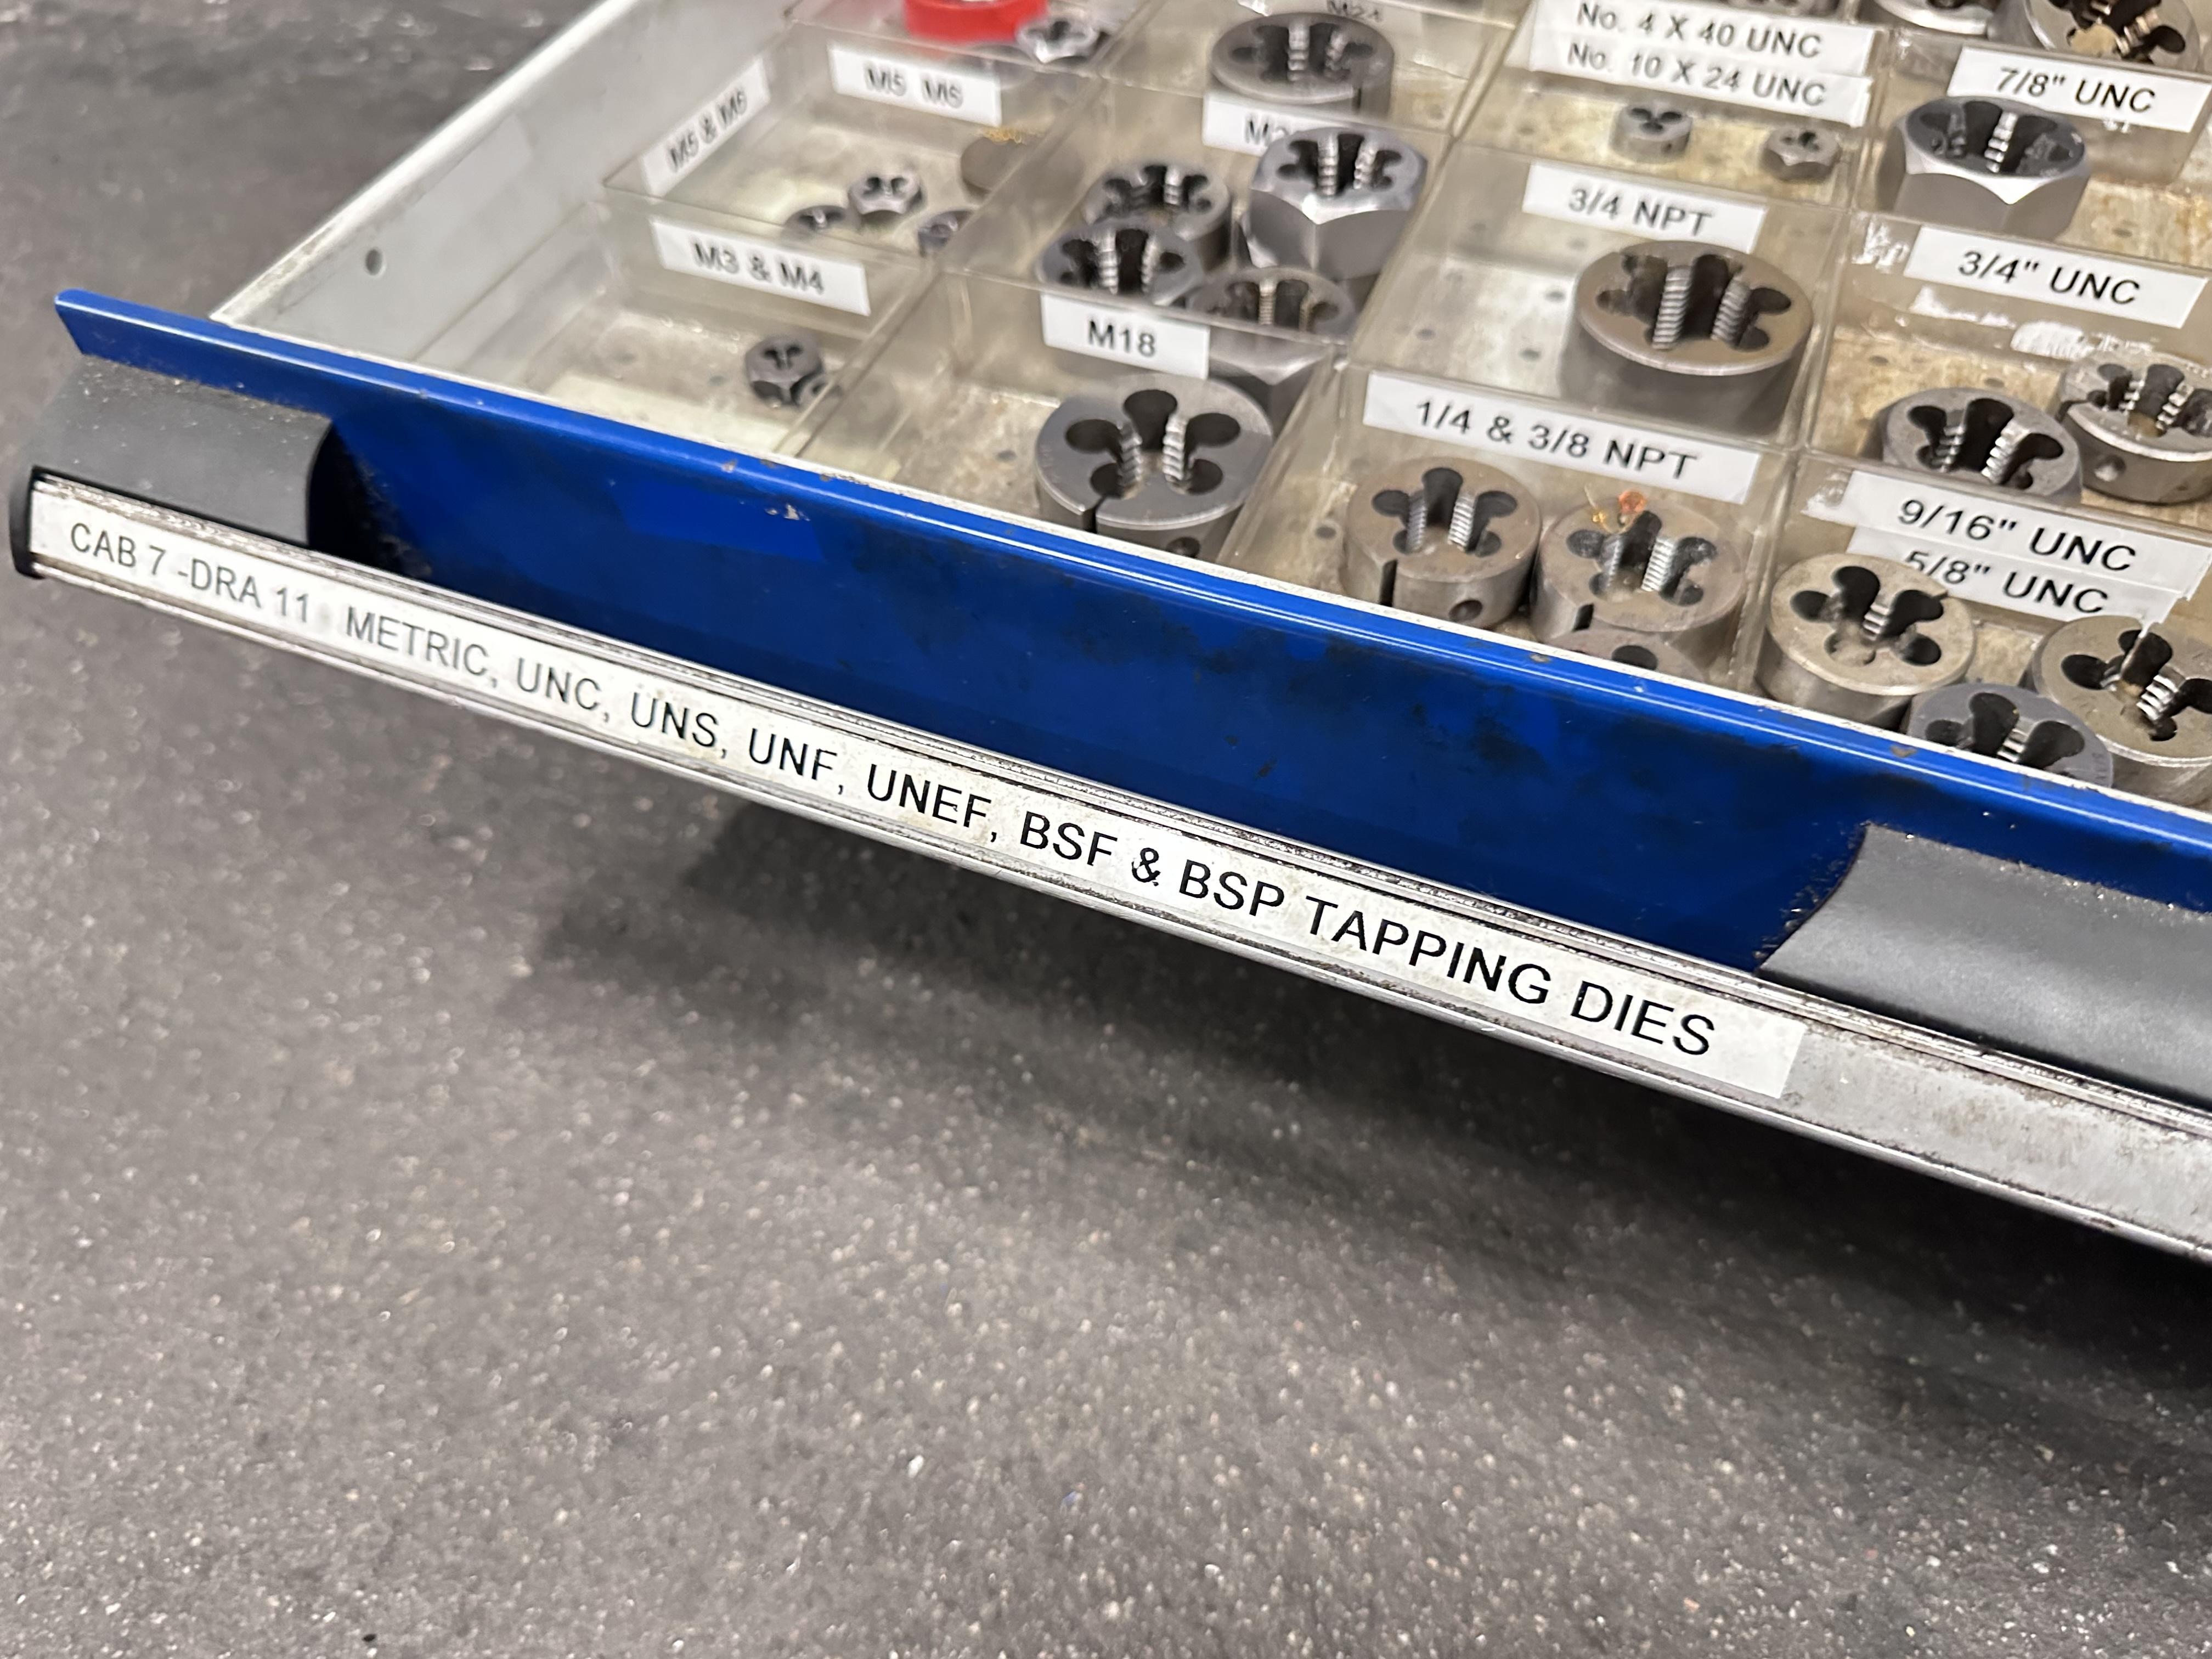 No. 4 X 40 UNC
No. 10 X 24 UNC
7/8" UNC
M5 & M6
M5 M6
3/4 NPT
3/4" UNC
M3 & M4
M18
1/4 & 3/8 NPT
9/16" UNC
5/8" UNC
CAB 7 -DRA 11 METRIC, UNC, UNS, UNF, UNEF, BSF & BSP TAPPING DIES